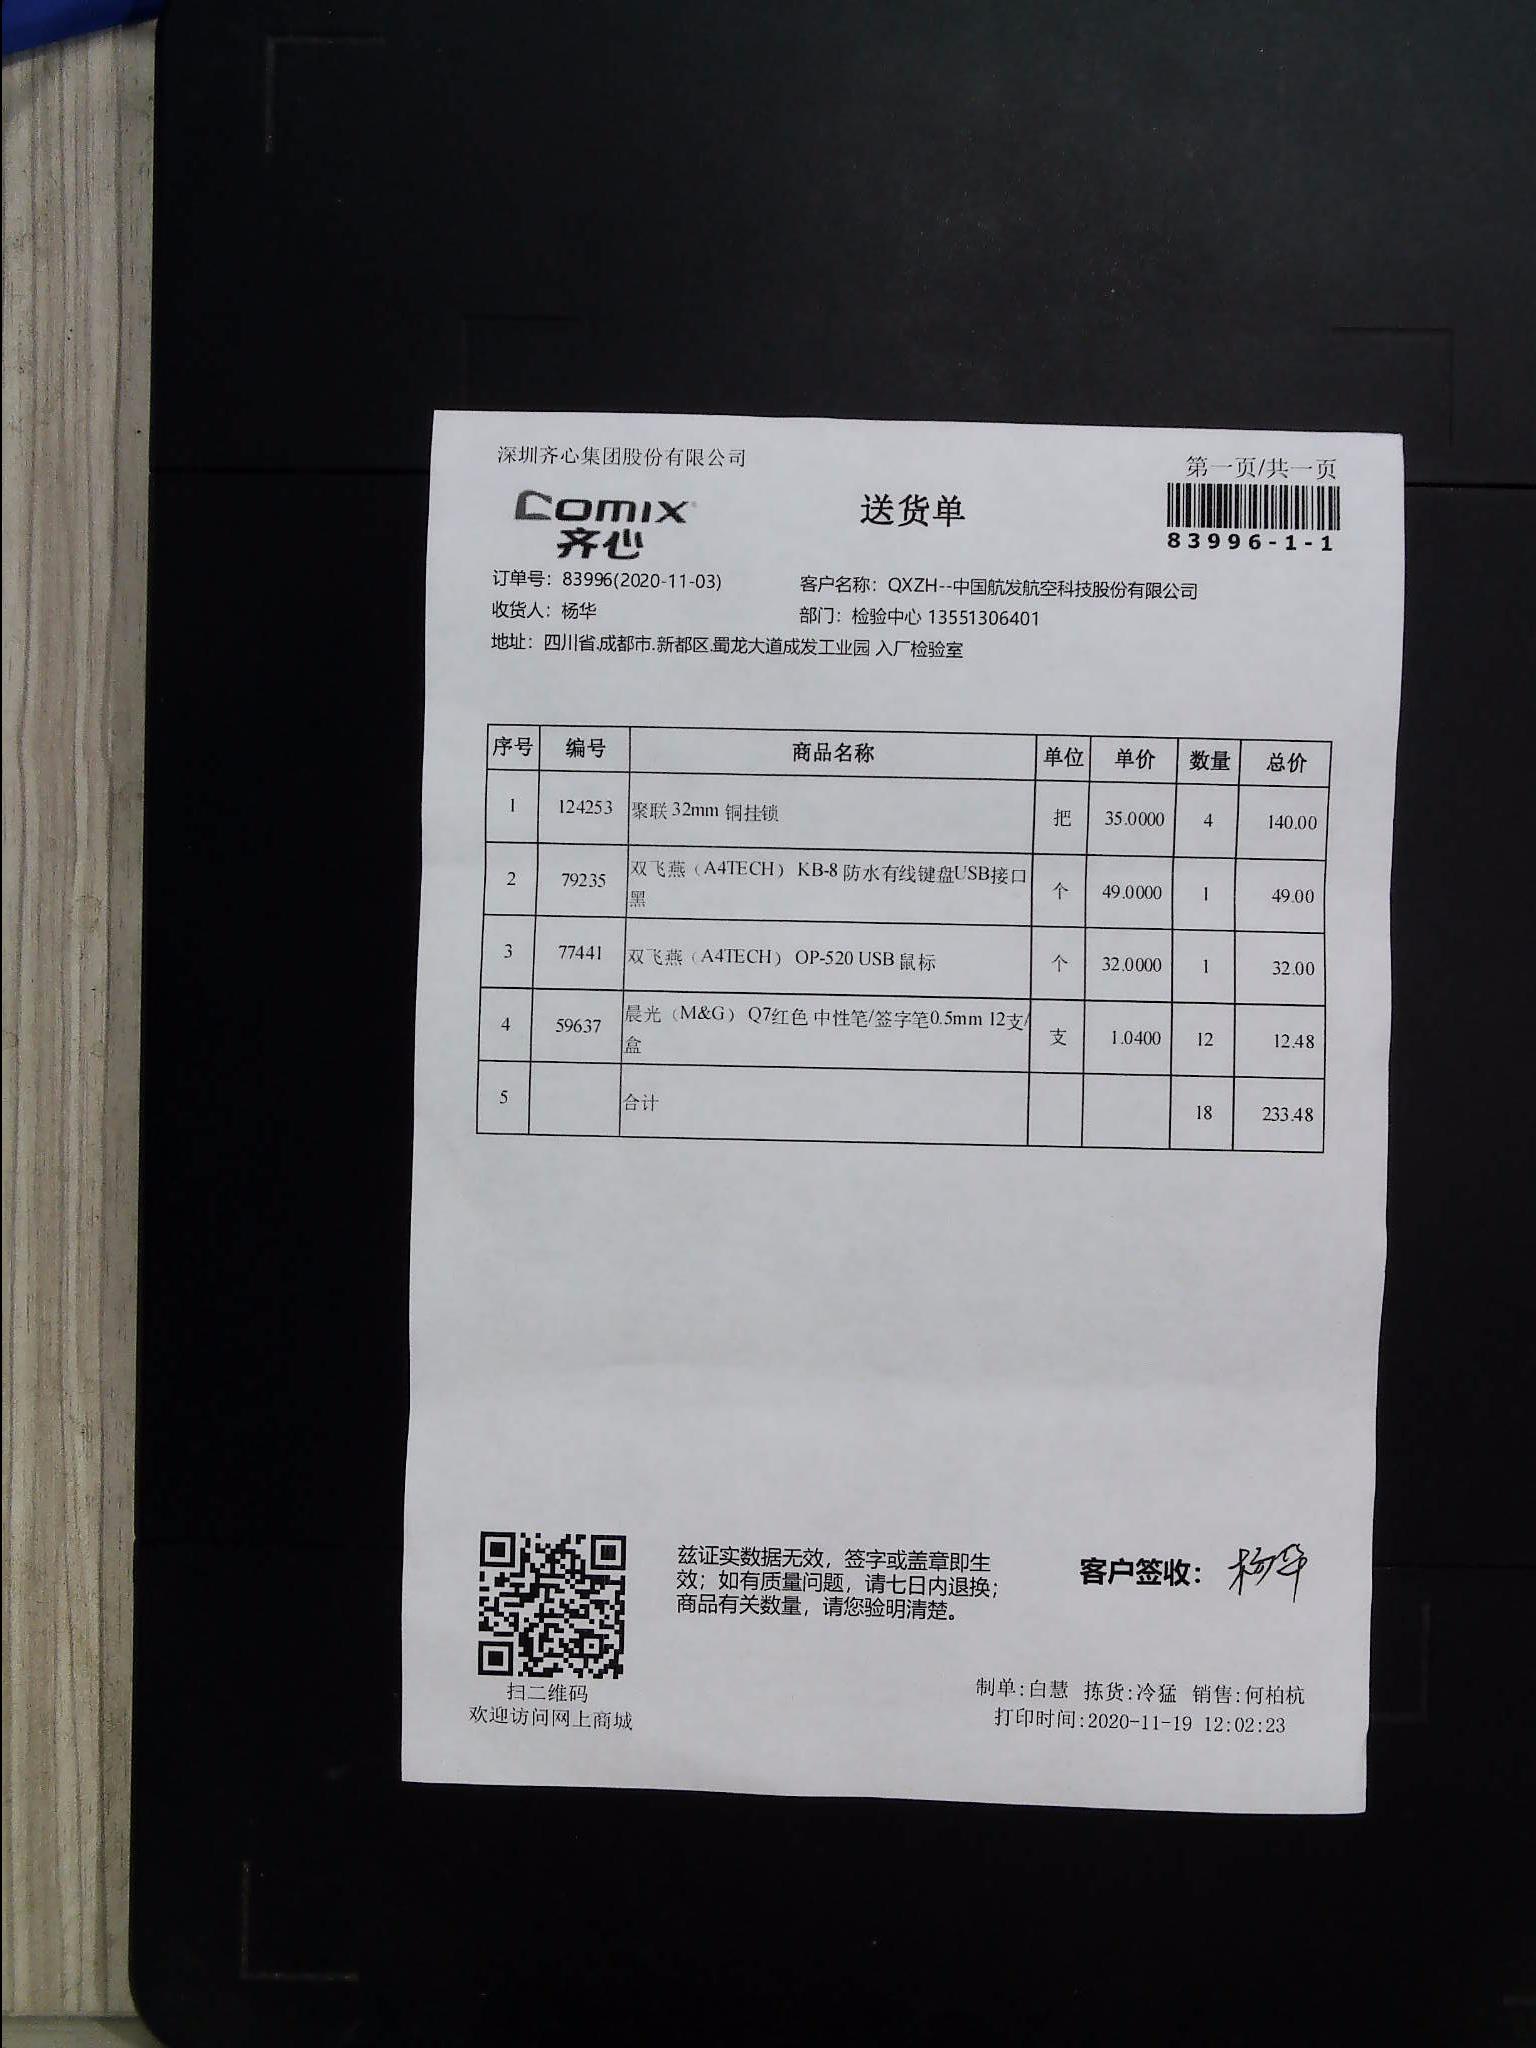 深圳齐心集团股份有限公司
第一页/共一页
Comix
齐心
送货单
83996-1-1
订单号：83996(2020-11-03)
客户名称：QXZH--中国航发航空科技股份有限公司
收货人：杨华
部门：检验中心 13551306401
地址：四川省.成都市.新都区.蜀龙大道成发工业园 入厂检验室
序号 编号 商品名称 单位 单价 数量 总价
1 124253 聚联 32mm 铜挂锁 把 35.0000 4 140.00
2 79235 双飞燕（A4TECH） KB-8 防水有线键盘USB接口 个 49.0000 1 49.00
黑
3 77441 双飞燕（A4TECH） OP-520 USB 鼠标 个 32.0000 1 32.00
4 59637 晨光（M&G） Q7红色 中性笔/签字笔0.5mm 12支/ 支 1.0400 12 12.48
盒
5 合计 18 233.48
兹证实数据无效，签字或盖章即生
效；如有质量问题，请七日内退换；
商品有关数量，请您验明清楚。
客户签收：杨华
扫二维码
欢迎访问网上商城
制单:白慧 拣货:冷猛 销售:何柏杭
打印时间:2020-11-19 12:02:23